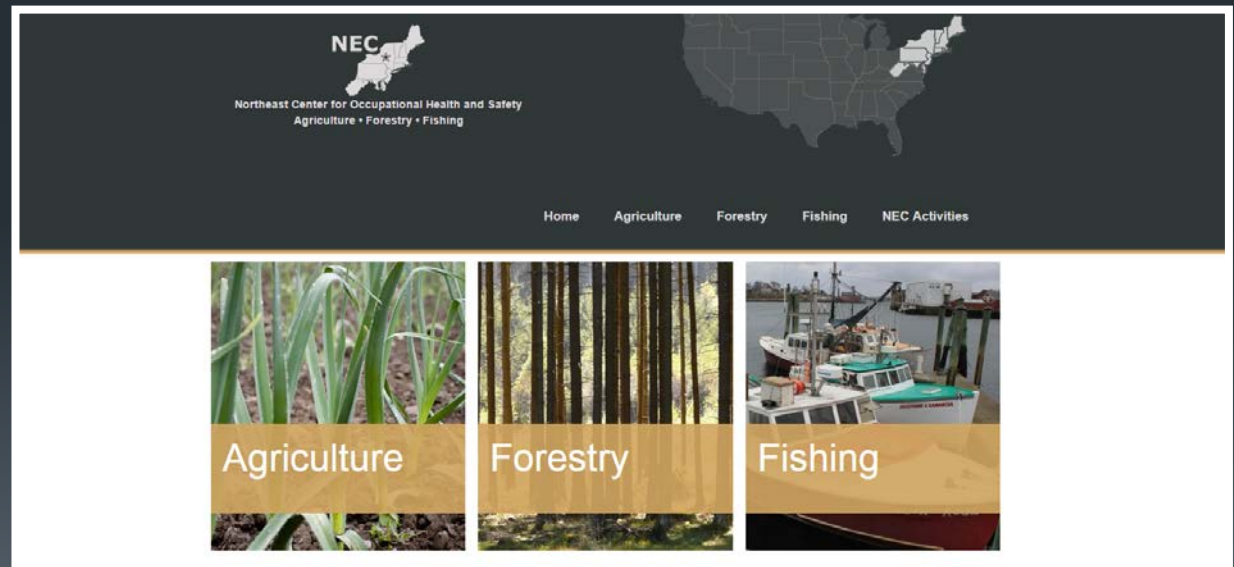 NEC
Northeast Center for Occupational Health and Safety
Agriculture • Forestry • Fishing
Home Agriculture Forestry Fishing NEC Activities
Agriculture Forestry Fishing